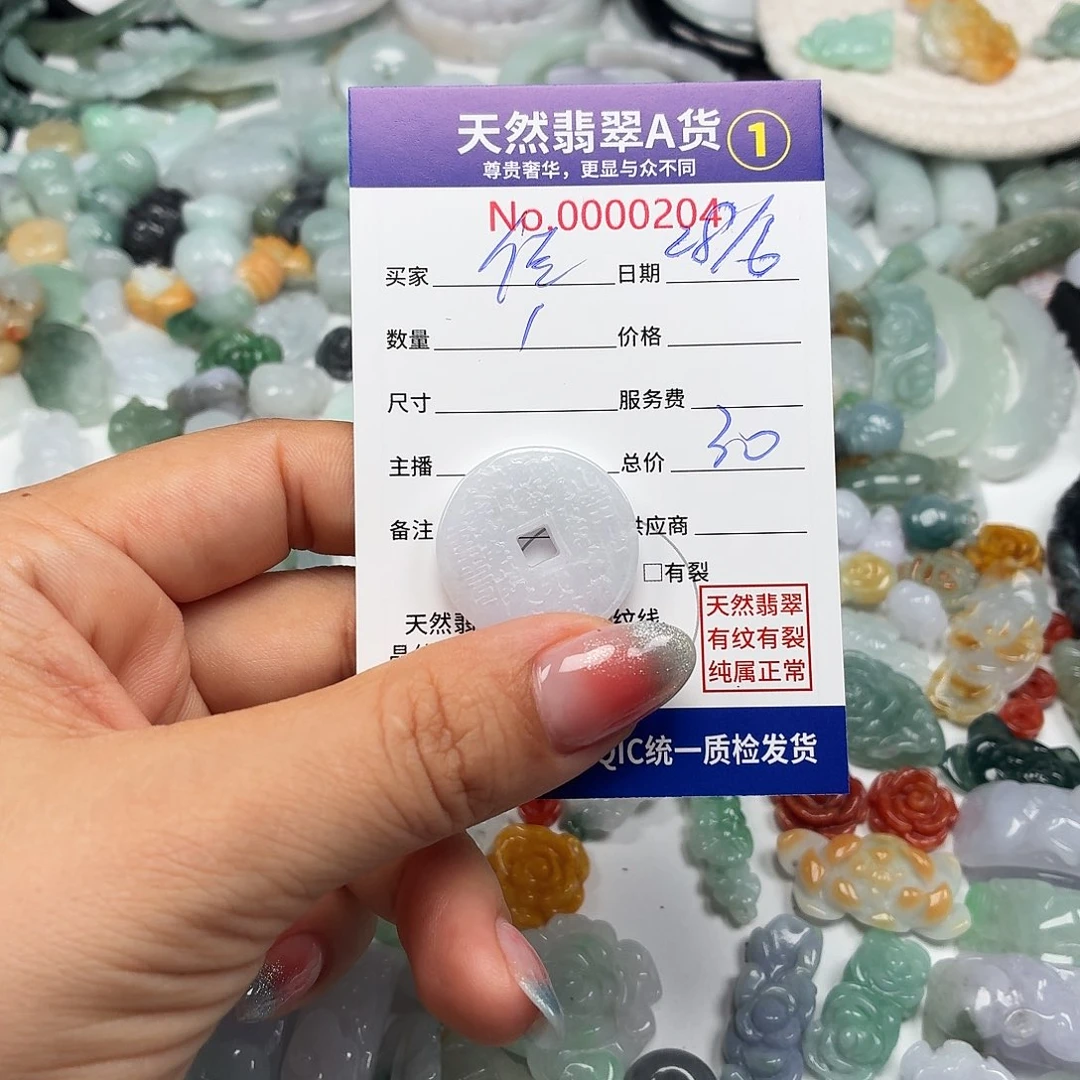 天然翡翠A货 1
尊贵奢华，更显与众不同
No.0000204
买家 日期 28/6
数量 1 价格
尺寸 服务费
主播 总价 30
备注 供应商
□有裂
天然翡 纹线
天然翡翠
有纹有裂
纯属正常
QIC统一质检发货